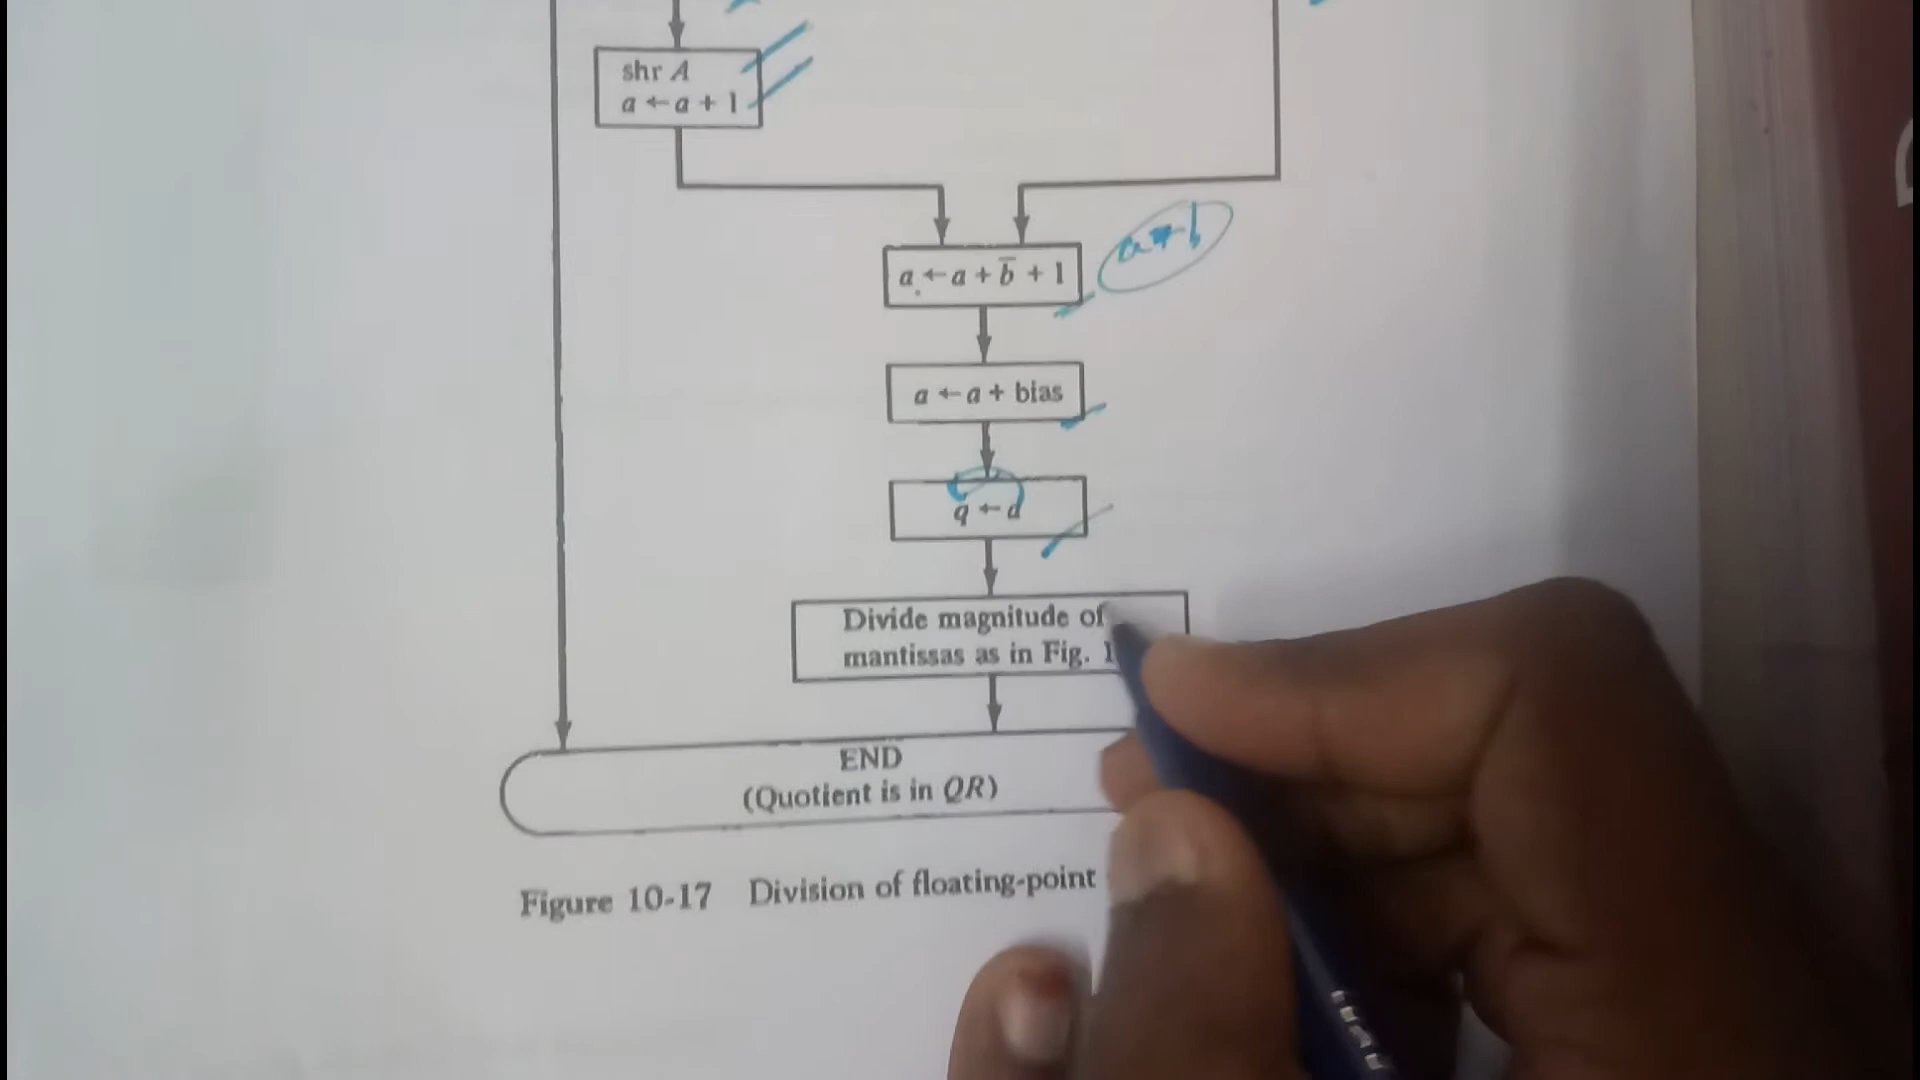 shr A
a ← a + 1
a ← a + b̅ + 1
a ← a + bias
q ← a
Divide magnitude of
mantissas as in Fig. 1
END
(Quotient is in QR)
Figure 10-17 Division of floating-point